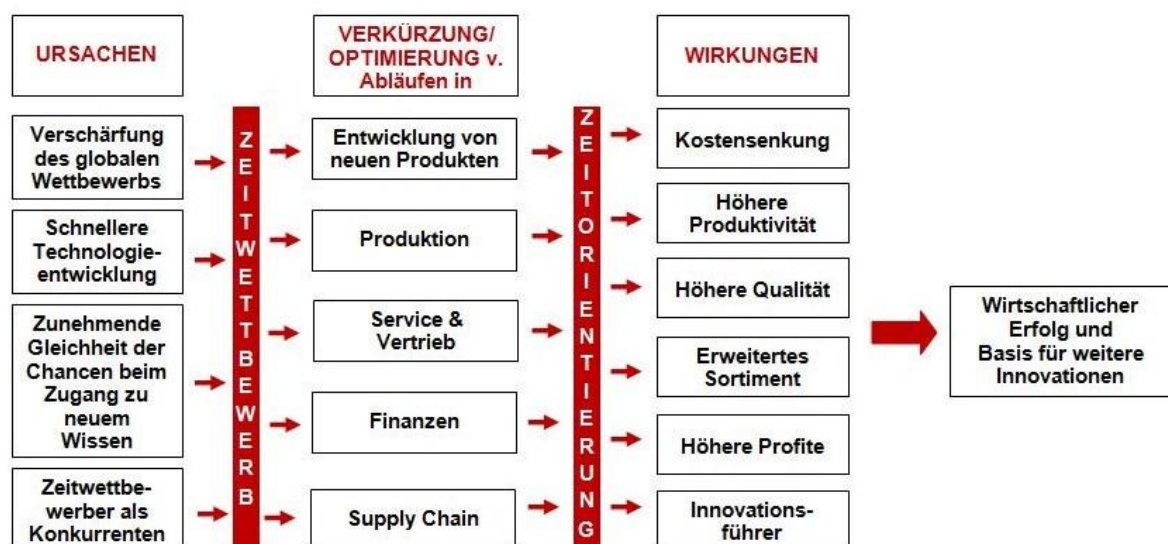 URSACHEN
Verschärfung
des globalen
Wettbewerbs
Schnellere
Technologie-
entwicklung
Zunehmende
Gleichheit der
Chancen beim
Zugang zu
neuem
Wissen
Zeitwettbe-
werber als
Konkurrenten
ZEITWETTBEWERB
VERKÜRZUNG/
OPTIMIERUNG v.
Abläufen in
Entwicklung von
neuen Produkten
Produktion
Service &
Vertrieb
Finanzen
Supply Chain
ZEITORIENTIERUNG
WIRKUNGEN
Kostensenkung
Höhere
Produktivität
Höhere Qualität
Erweitertes
Sortiment
Höhere Profite
Innovations-
führer
Wirtschaftlicher
Erfolg und
Basis für weitere
Innovationen